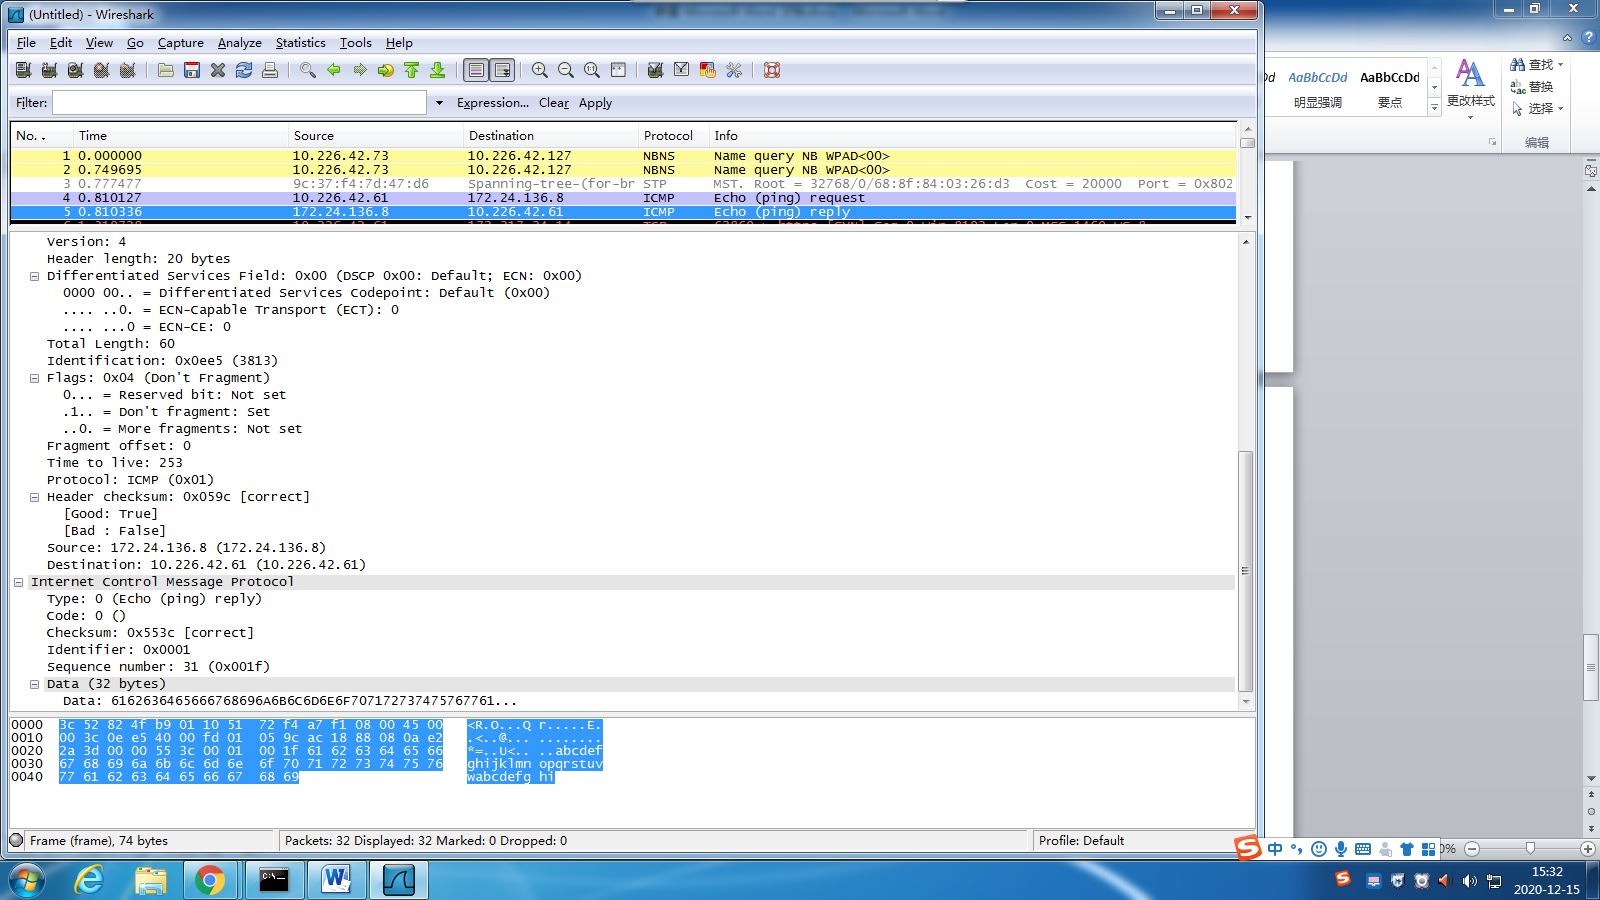 (Untitled) - Wireshark
File Edit View Go Capture Analyze Statistics Tools Help
Filter: Expression... Clear Apply
No. . Time Source Destination Protocol Info
1 0.000000 10.226.42.73 10.226.42.127 NBNS Name query NB WPAD<00>
2 0.749695 10.226.42.73 10.226.42.127 NBNS Name query NB WPAD<00>
3 0.777477 9c:37:f4:7d:47:d6 Spanning-tree-(for-br STP MST. Root = 32768/0/68:8f:84:03:26:d3 Cost = 20000 Port = 0x802
4 0.810127 10.226.42.61 172.24.136.8 ICMP Echo (ping) request
5 0.810336 172.24.136.8 10.226.42.61 ICMP Echo (ping) reply
Version: 4
Header length: 20 bytes
Differentiated Services Field: 0x00 (DSCP 0x00: Default; ECN: 0x00)
0000 00.. = Differentiated Services Codepoint: Default (0x00)
.... ..0. = ECN-Capable Transport (ECT): 0
.... ...0 = ECN-CE: 0
Total Length: 60
Identification: 0x0ee5 (3813)
Flags: 0x04 (Don't Fragment)
0... = Reserved bit: Not set
.1.. = Don't fragment: Set
..0. = More fragments: Not set
Fragment offset: 0
Time to live: 253
Protocol: ICMP (0x01)
Header checksum: 0x059c [correct]
[Good: True]
[Bad : False]
Source: 172.24.136.8 (172.24.136.8)
Destination: 10.226.42.61 (10.226.42.61)
Internet Control Message Protocol
Type: 0 (Echo (ping) reply)
Code: 0 ()
Checksum: 0x553c [correct]
Identifier: 0x0001
Sequence number: 31 (0x001f)
Data (32 bytes)
Data: 6162636465666768696A6B6C6D6E6F707172737475767761...
0000 3c 52 82 4f b9 01 10 51 72 f4 a7 f1 08 00 45 00 <R.O...Q r.....E.
0010 00 3c 0e e5 40 00 fd 01 05 9c ac 18 88 08 0a e2 .<..@... ........
0020 2a 3d 00 00 55 3c 00 01 00 1f 61 62 63 64 65 66 *=..U<.. ..abcdef
0030 67 68 69 6a 6b 6c 6d 6e 6f 70 71 72 73 74 75 76 ghijklmn opqrstuv
0040 77 61 62 63 64 65 66 67 68 69 wabcdefg hi
Frame (frame), 74 bytes Packets: 32 Displayed: 32 Marked: 0 Dropped: 0 Profile: Default
AaBbCcDd AaBbCcDd
明显强调 要点 更改样式
查找
替换
选择
编辑
中
0%
15:32
2020-12-15